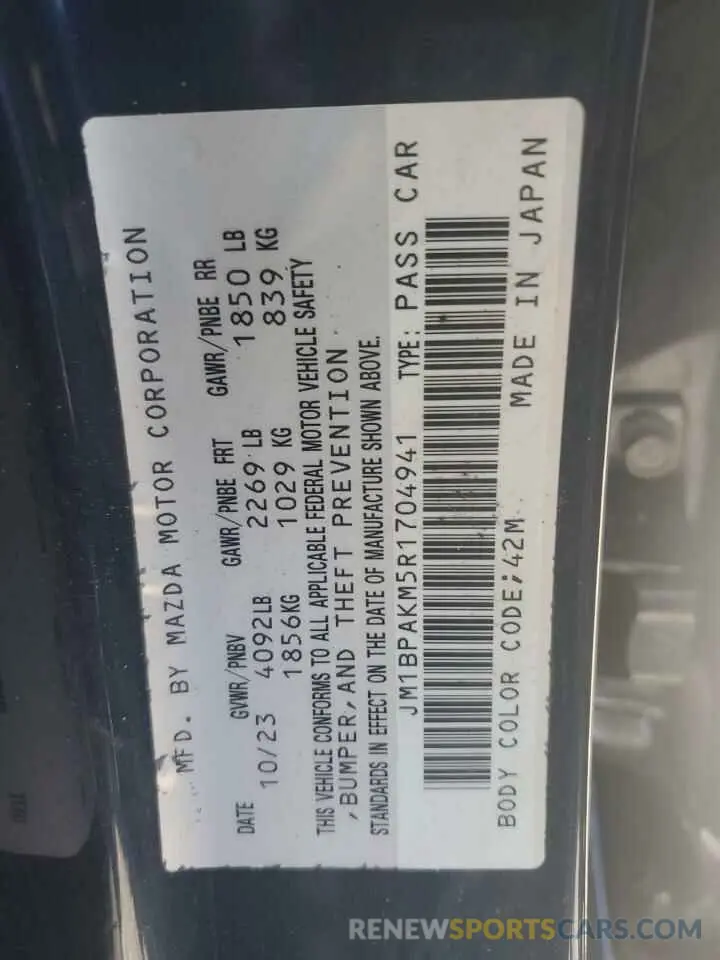 MFD. BY MAZDA MOTOR CORPORATION
DATE GVWR/PNBV GAWR/PNBE FRT GAWR/PNBE RR
10/23 4092LB 2269 LB 1850 LB
1856KG 1029 KG 839 KG
THIS VEHICLE CONFORMS TO ALL APPLICABLE FEDERAL MOTOR VEHICLE SAFETY
,BUMPER,AND THEFT PREVENTION
STANDARDS IN EFFECT ON THE DATE OF MANUFACTURE SHOWN ABOVE.
JM1BPAKM5R1704941 TYPE: PASS CAR
BODY COLOR CODE;42M MADE IN JAPAN
RENEWSPORTSCARS.COM